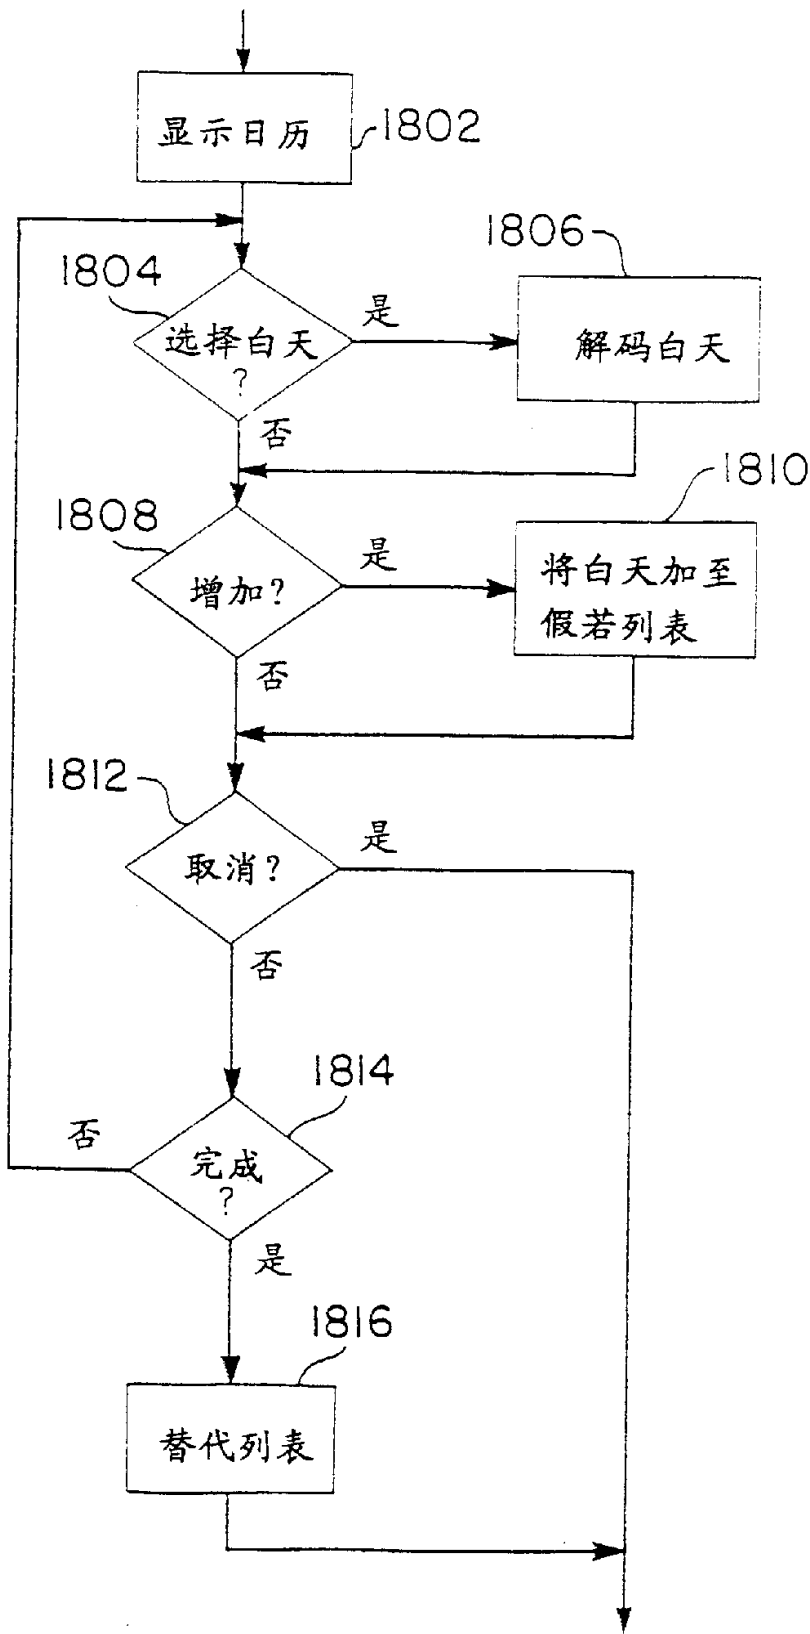 显示日历
1802
1804
选择白天
?
是
1806
解码白天
否
1808
增加?
是
1810
将白天加至
假若列表
否
1812
取消?
是
否
1814
完成
?
否
是
1816
替代列表